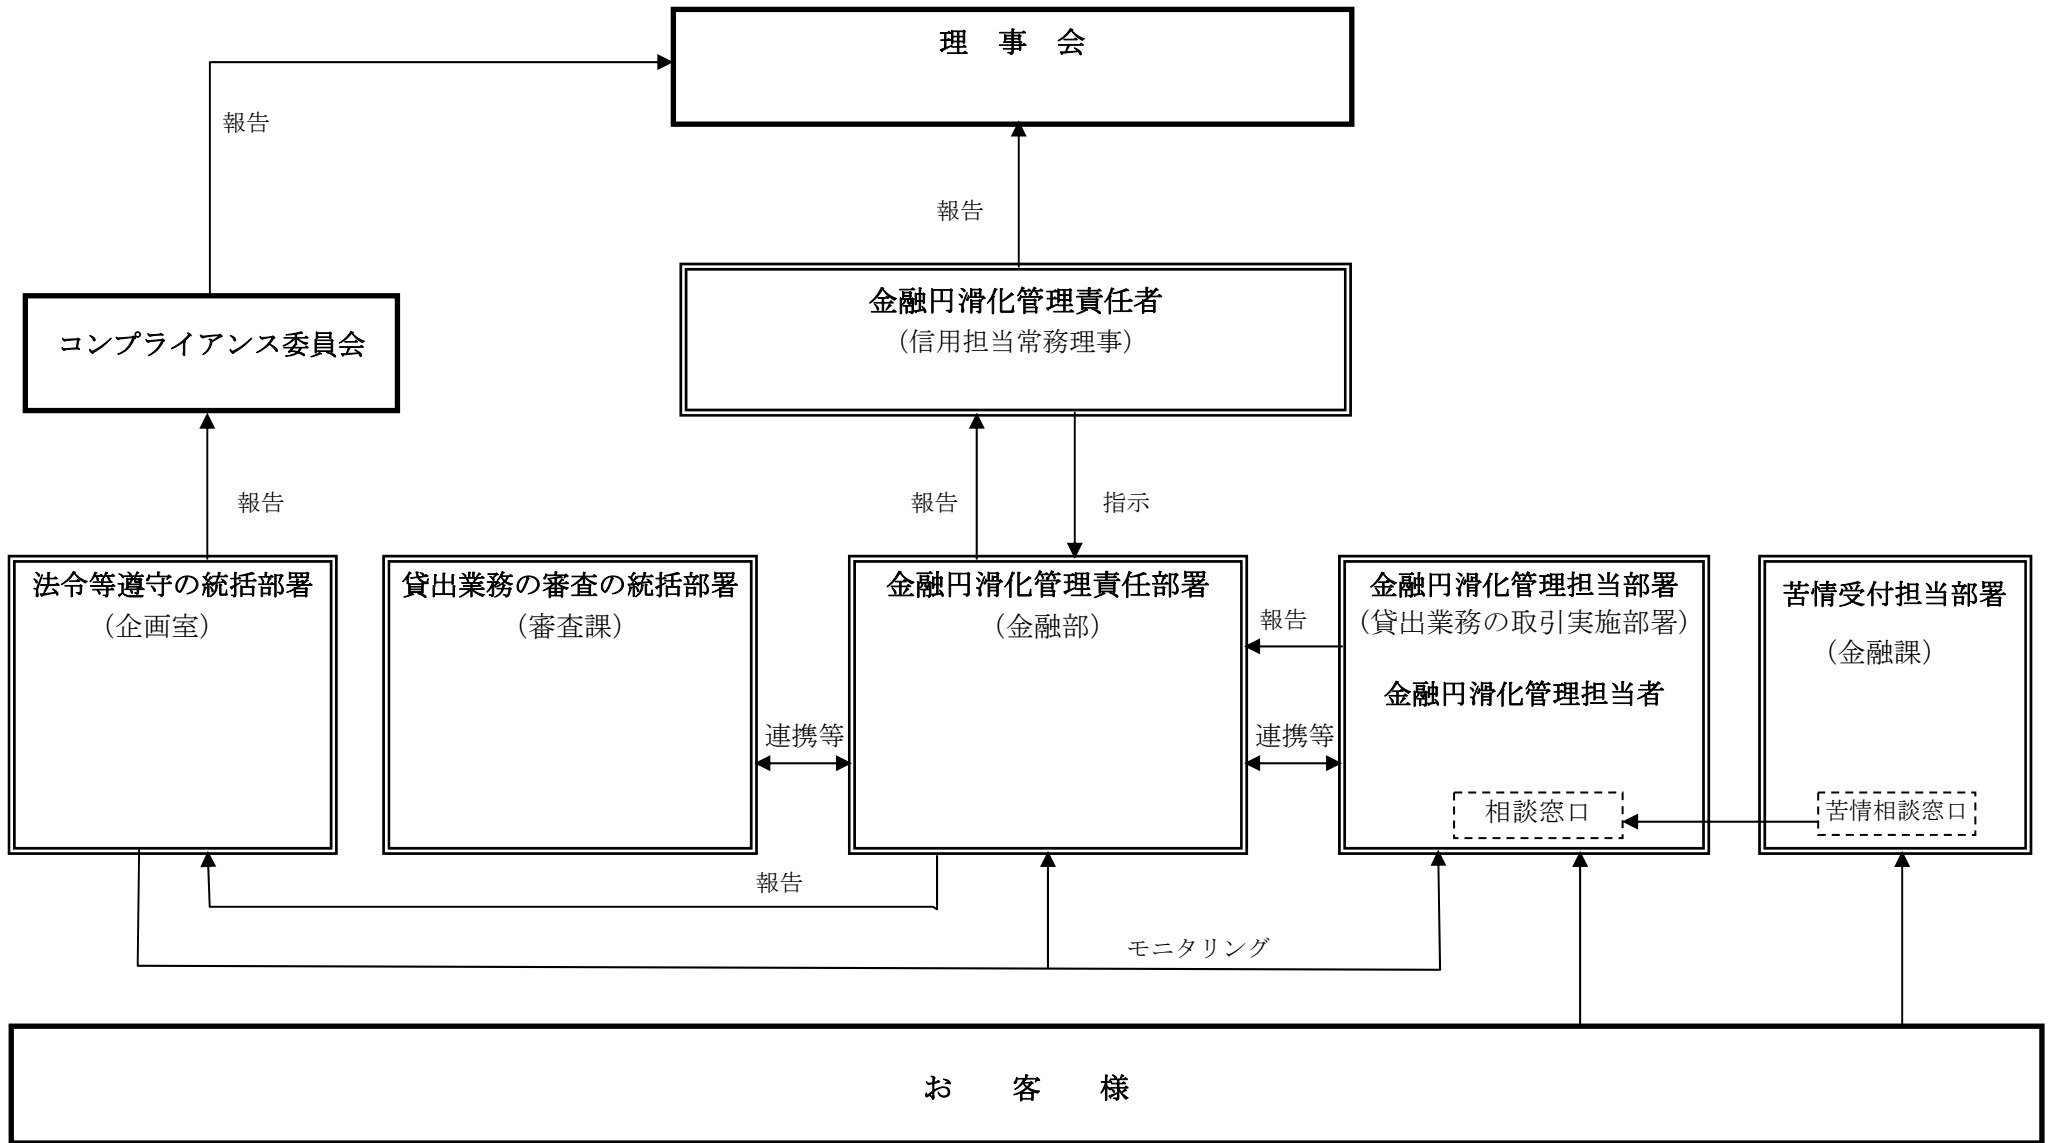 理 事 会
報告
報告
金融円滑化管理責任者
（信用担当常務理事）
コンプライアンス委員会
報告
報告
指示
法令等遵守の統括部署
（企画室）
貸出業務の審査の統括部署
（審査課）
金融円滑化管理責任部署
（金融部）
報告
金融円滑化管理担当部署
（貸出業務の取引実施部署）
金融円滑化管理担当者
苦情受付担当部署
（金融課）
連携等
連携等
相談窓口
苦情相談窓口
報告
モニタリング
お 客 様